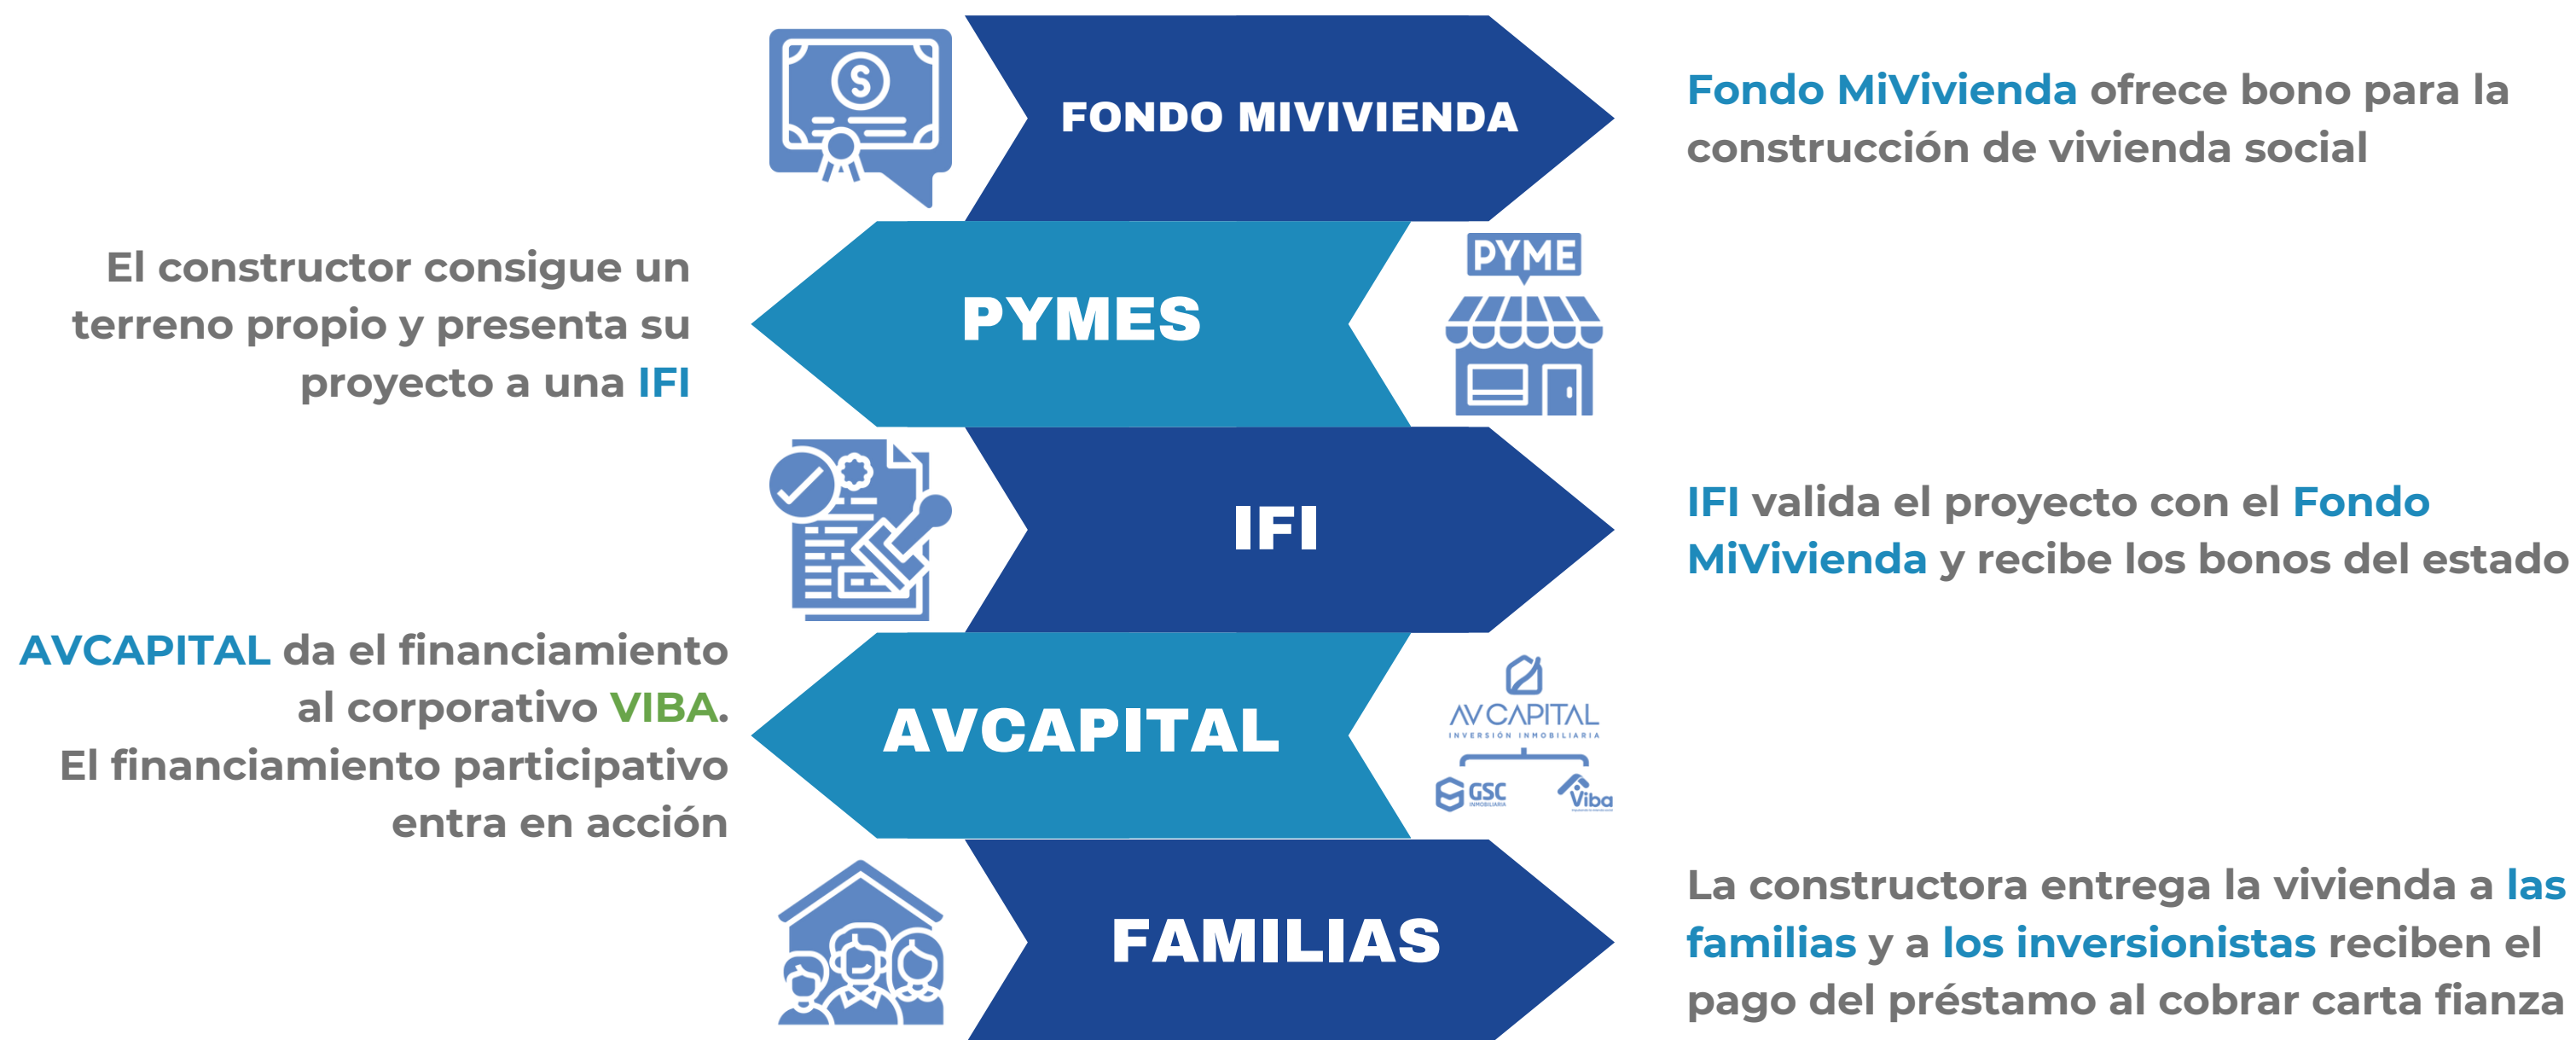 FONDO MIVIVIENDA
Fondo MiVivienda ofrece bono para la
construcción de vivienda social
El constructor consigue un
terreno propio y presenta su
proyecto a una IFI
PYMES
PYME
IFI
IFI valida el proyecto con el Fondo
MiVivienda y recibe los bonos del estado
AVCAPITAL da el financiamiento
al corporativo VIBA.
El financiamiento participativo
entra en acción
AVCAPITAL
AV CAPITAL
INVERSIÓN INMOBILIARIA
GSC
INMOBILIARIA
Viba
FAMILIAS
La constructora entrega la vivienda a las
familias y a los inversionistas reciben el
pago del préstamo al cobrar carta fianza